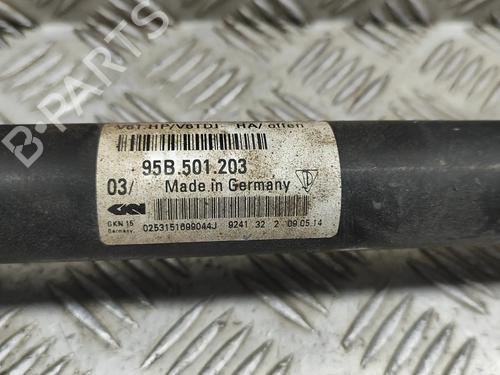 V6T.HP/V6TDI HA/ offen
95B.501.203
03/ Made in Germany
GKN
GKN 15 0253151699044J 9241 32 2 09.05.14
Germany
B-PARTS